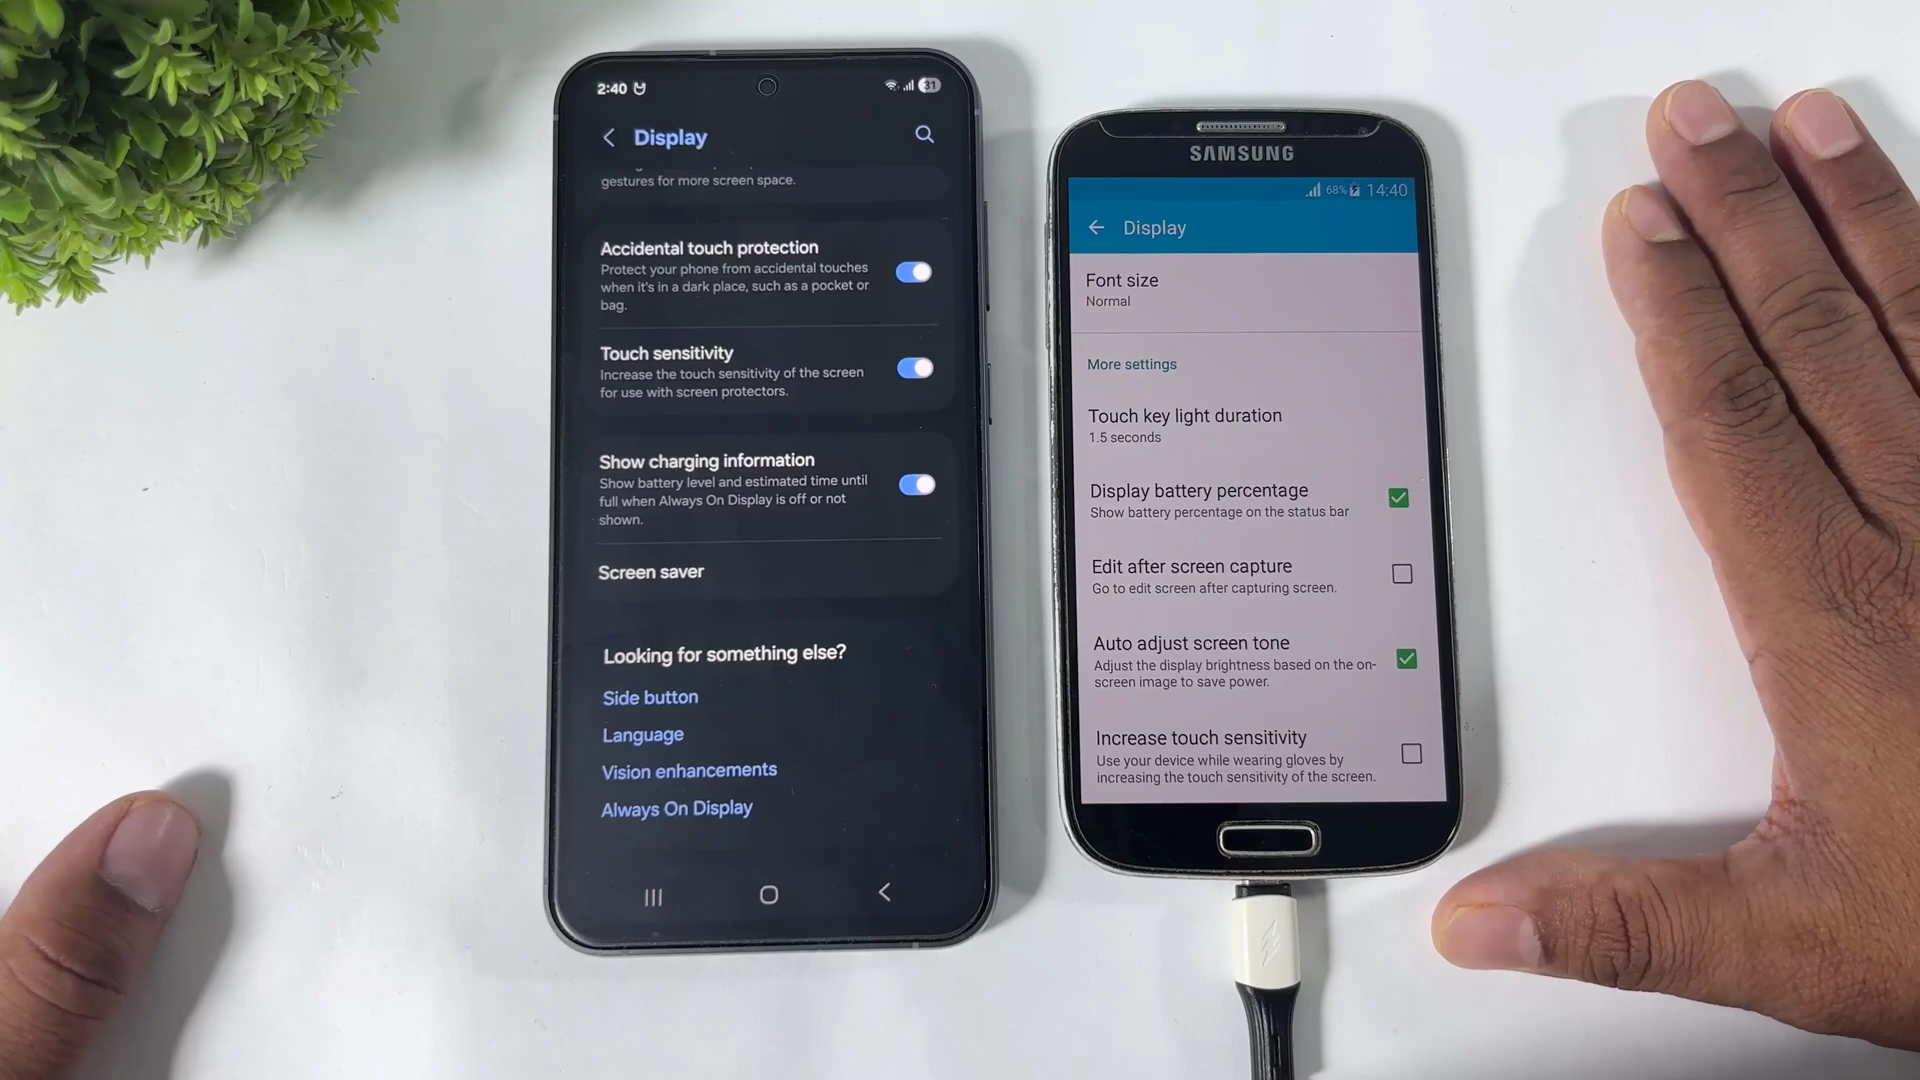 2:40
31
Display
gestures for more screen space.
Accidental touch protection
Protect your phone from accidental touches
when it's in a dark place, such as a pocket or
bag.
Touch sensitivity
Increase the touch sensitivity of the screen
for use with screen protectors.
Show charging information
Show battery level and estimated time until
full when Always On Display is off or not
shown.
Screen saver
Looking for something else?
Side button
Language
Vision enhancements
Always On Display
SAMSUNG
68% 14:40
Display
Font size
Normal
More settings
Touch key light duration
1.5 seconds
Display battery percentage
Show battery percentage on the status bar
Edit after screen capture
Go to edit screen after capturing screen.
Auto adjust screen tone
Adjust the display brightness based on the on-
screen image to save power.
Increase touch sensitivity
Use your device while wearing gloves by
increasing the touch sensitivity of the screen.